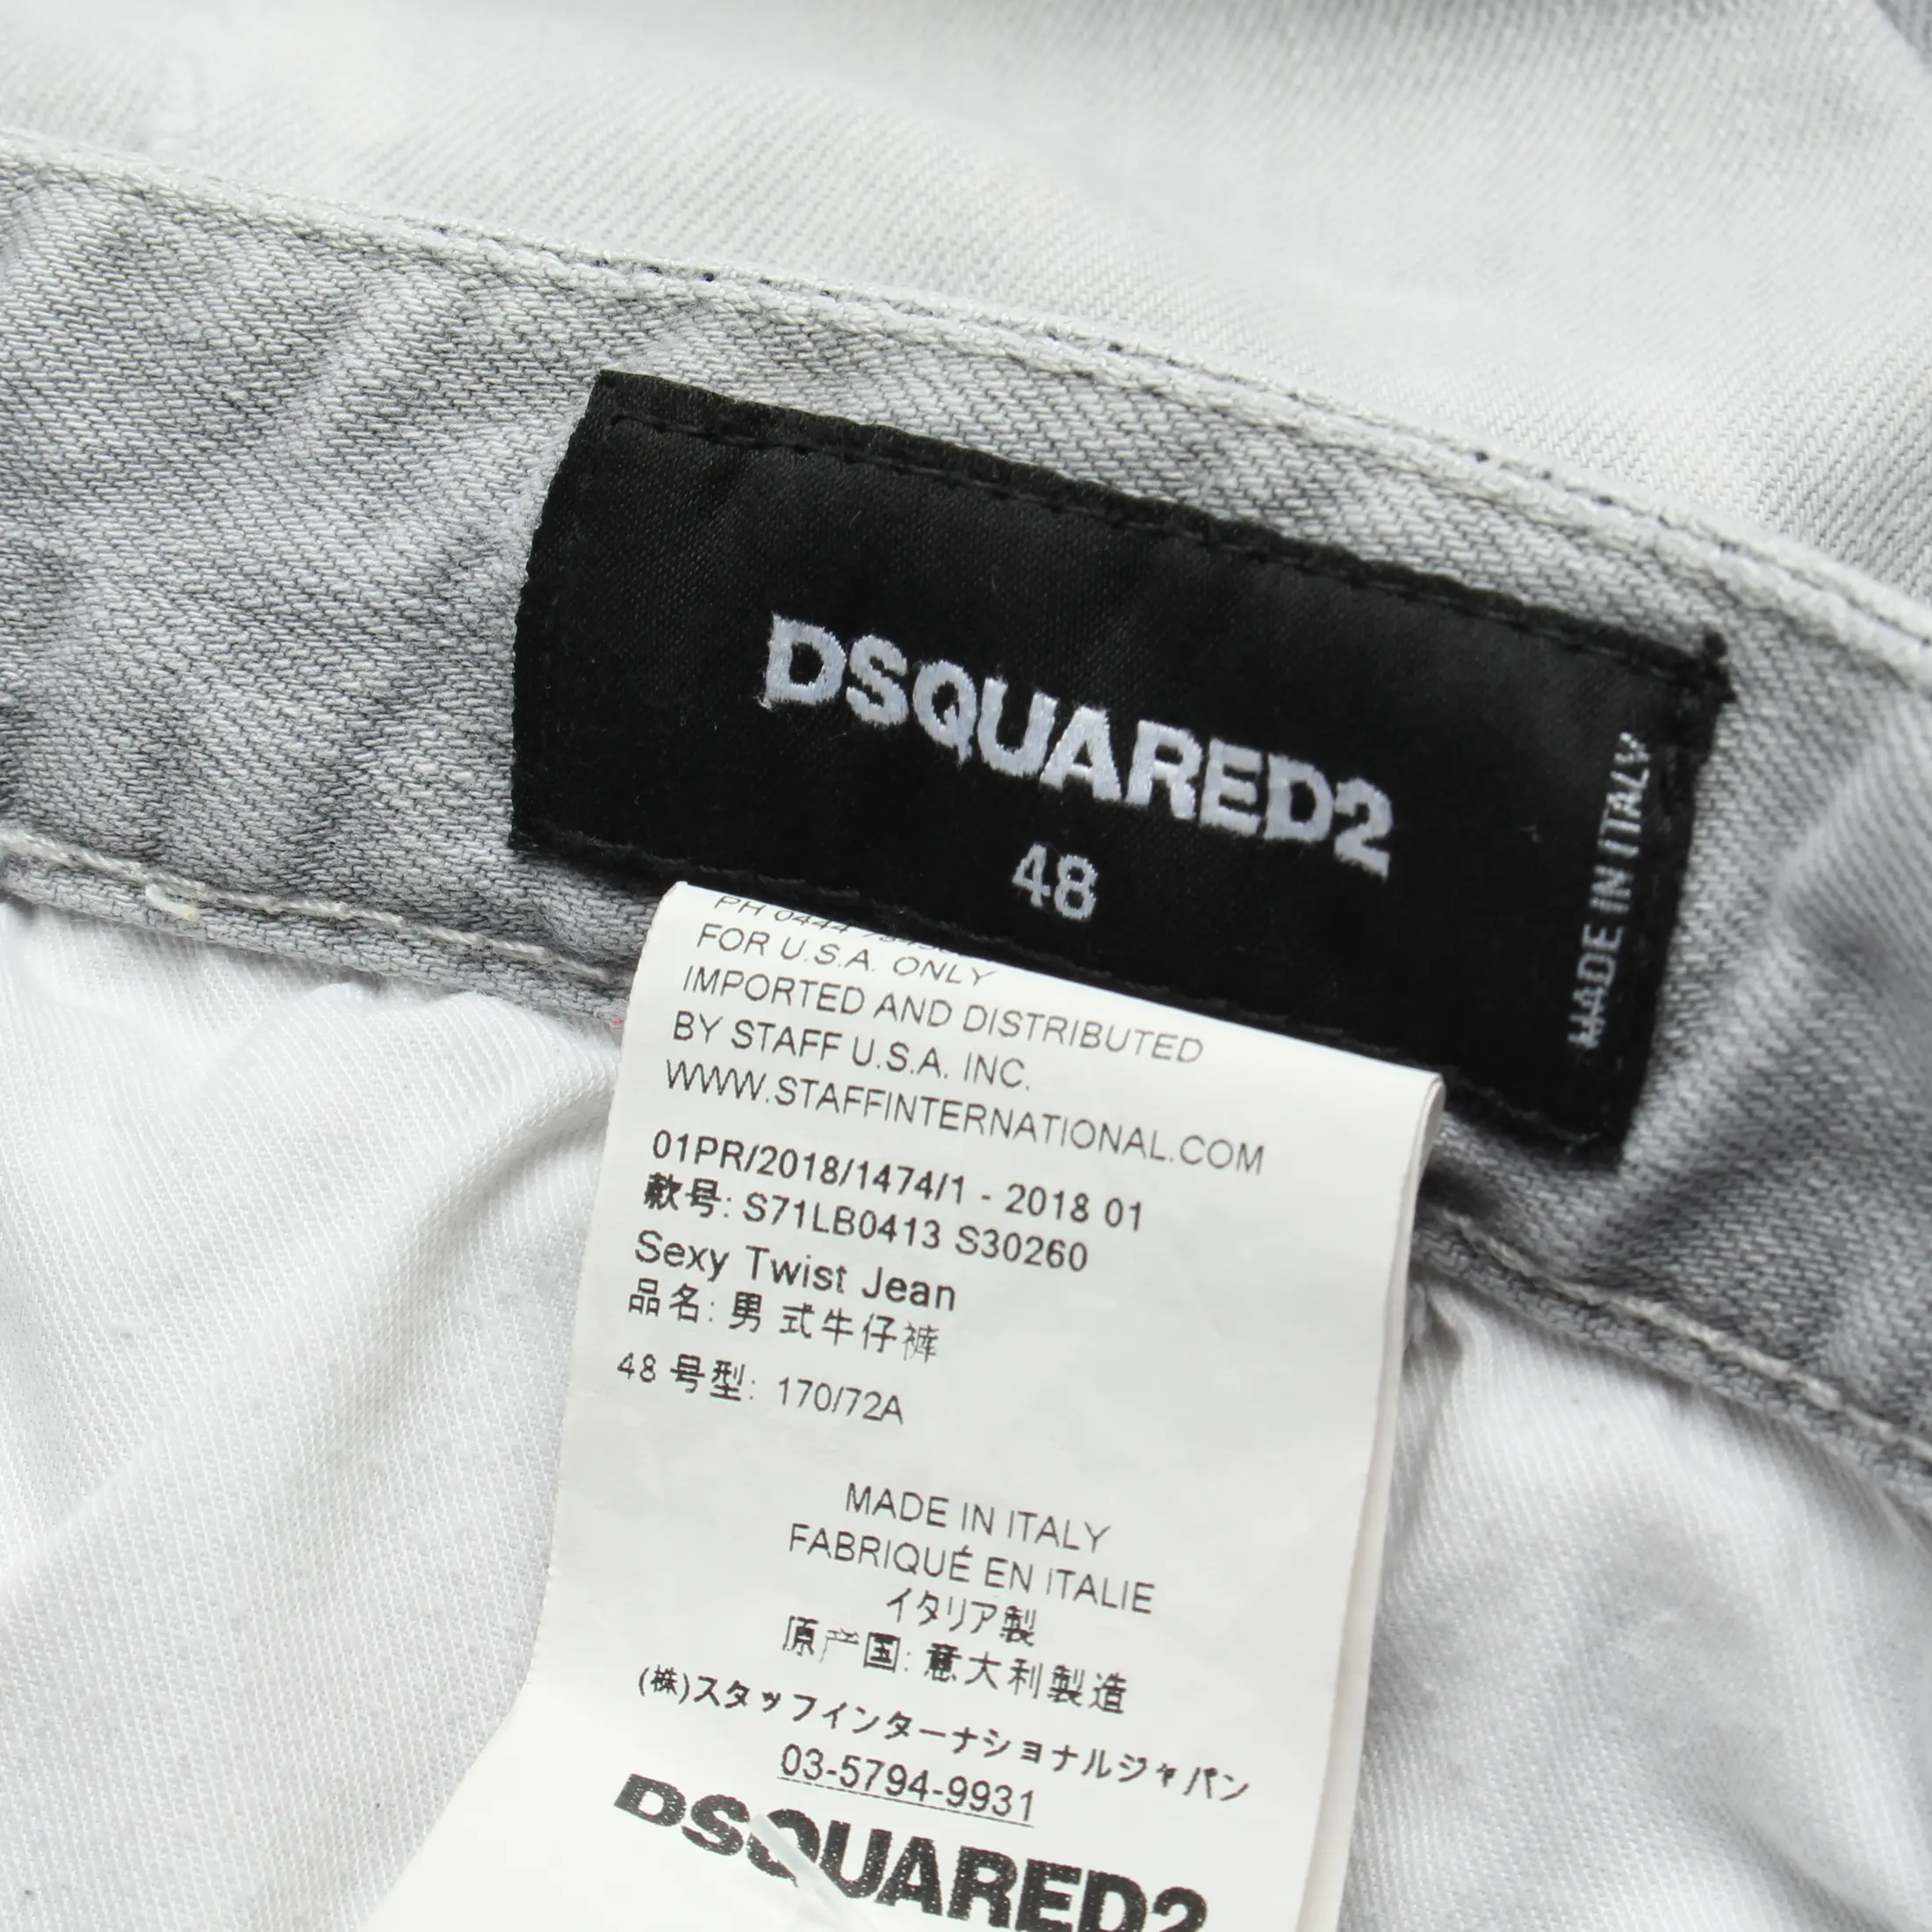 DSQUARED2
48
MADE IN ITALY
FOR U.S.A. ONLY
IMPORTED AND DISTRIBUTED
BY STAFF U.S.A. INC.
WWW.STAFFINTERNATIONAL.COM
01PR/2018/1474/1 - 2018 01
款号: S71LB0413 S30260
Sexy Twist Jean
品名: 男 式牛仔裤
48 号型: 170/72A
MADE IN ITALY
FABRIQUÉ EN ITALIE
イタリア製
原产国: 意大利製造
(株)スタッフインターナショナルジャパン
03-5794-9931
DSQUARED2